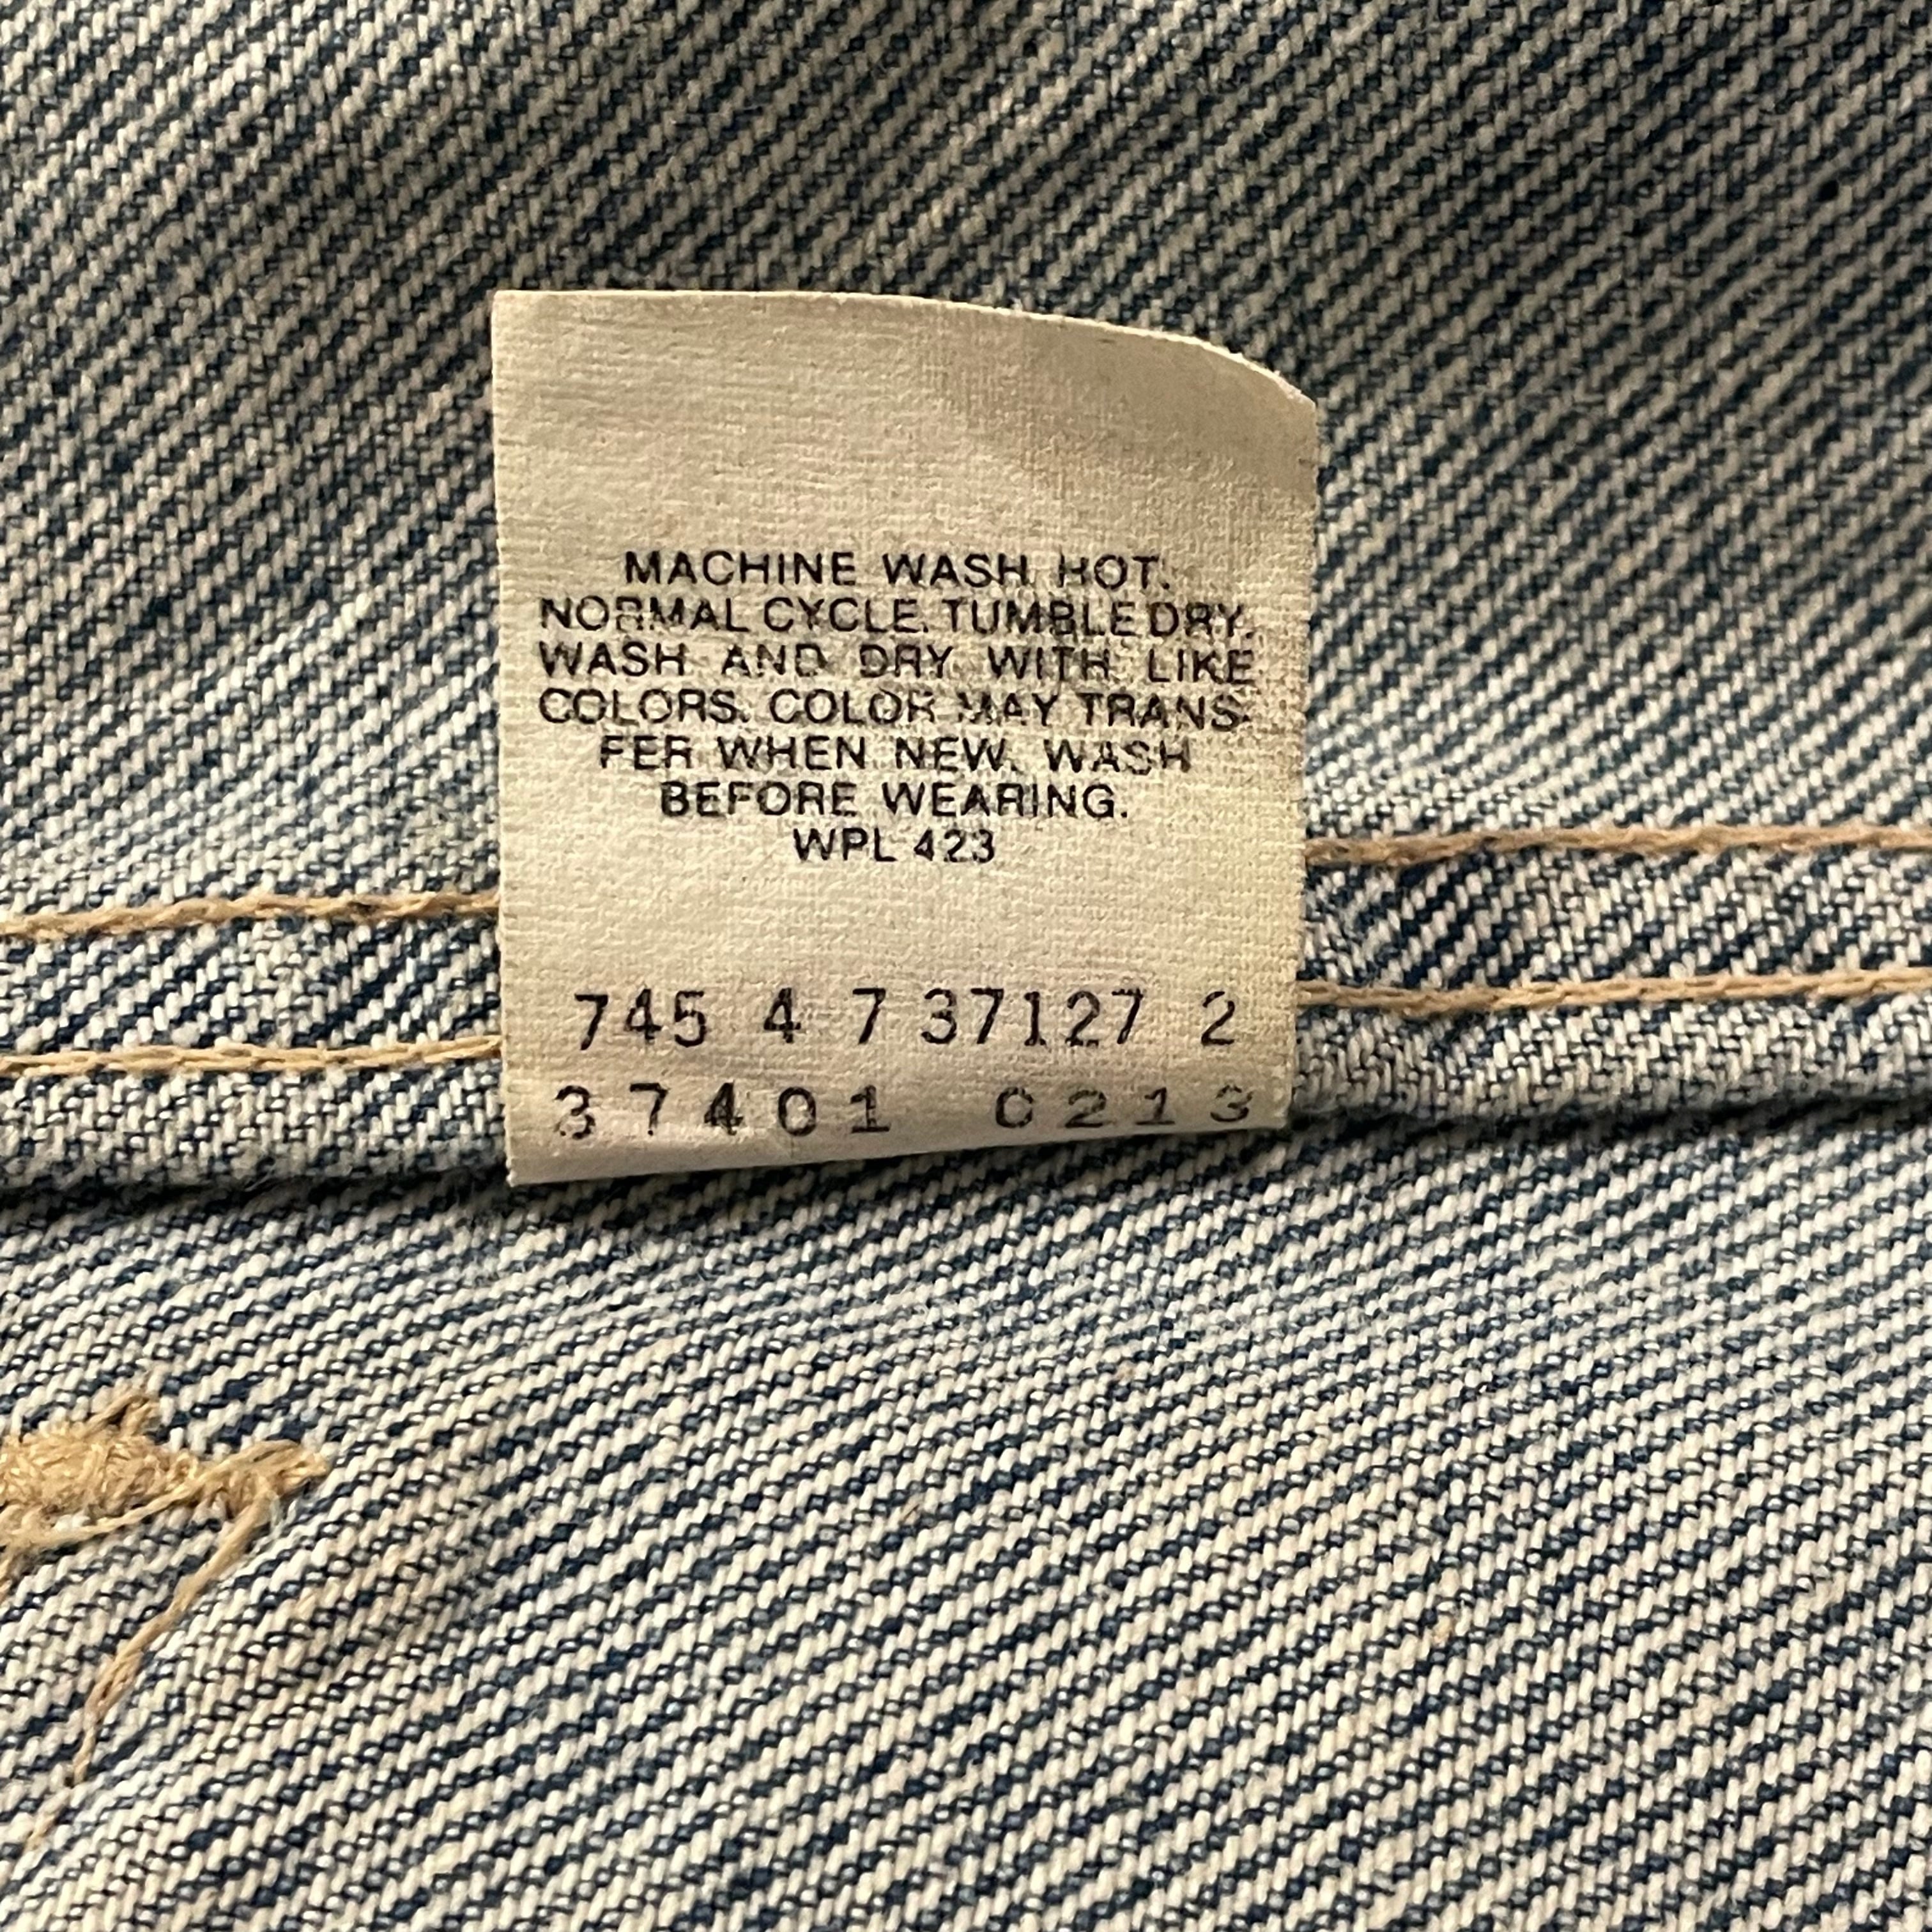 MACHINE WASH HOT.
NORMAL CYCLE. TUMBLE DRY.
WASH AND DRY WITH LIKE
COLORS. COLOR MAY TRANS-
FER WHEN NEW. WASH
BEFORE WEARING.
WPL 423
745 4 7 37127 2
37401 0213